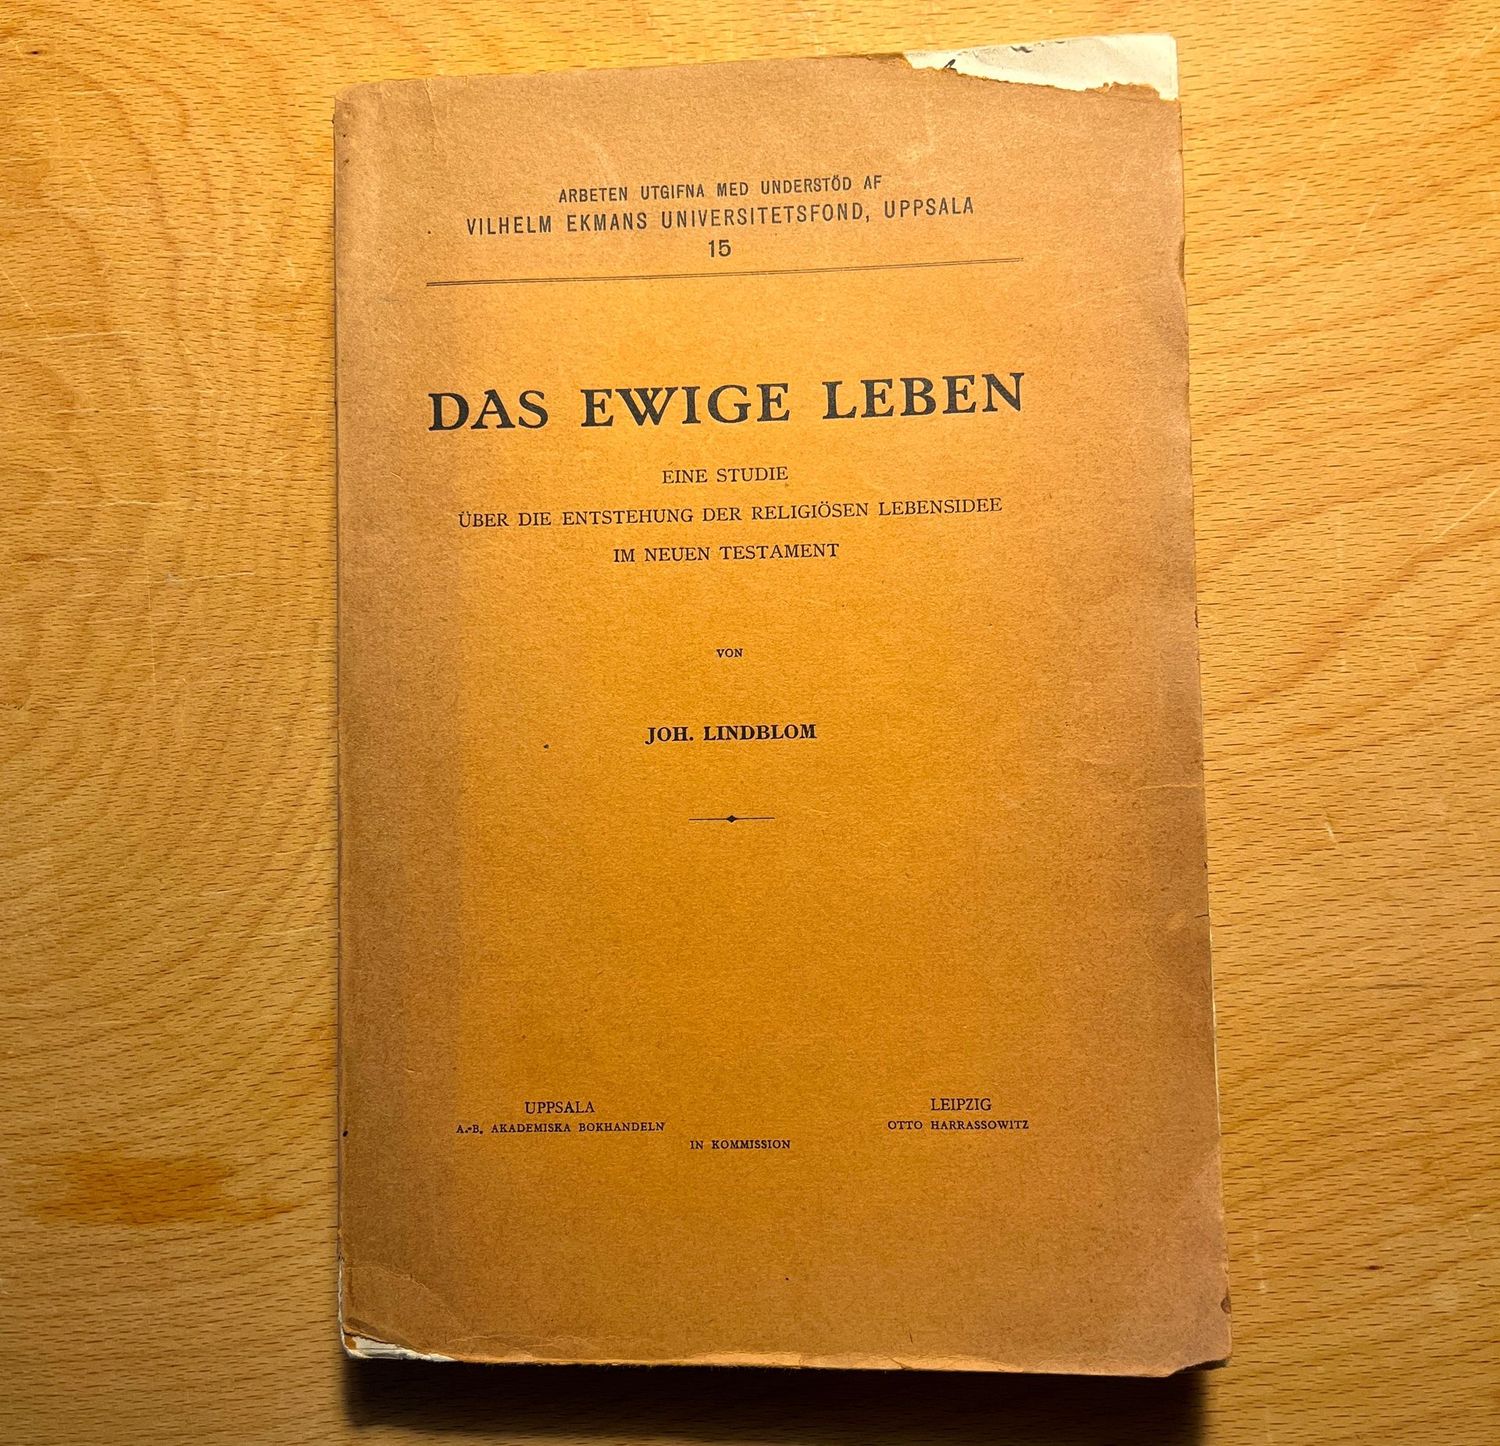 ARBETEN UTGIFNA MED UNDERSTÖD AF
VILHELM EKMANS UNIVERSITETSFOND, UPPSALA
15
DAS EWIGE LEBEN
EINE STUDIE
ÜBER DIE ENTSTEHUNG DER RELIGIÖSEN LEBENSIDEE
IM NEUEN TESTAMENT
VON
JOH. LINDBLOM
UPPSALA
A.-B. AKADEMISKA BOKHANDELN
LEIPZIG
OTTO HARRASSOWITZ
IN KOMMISSION